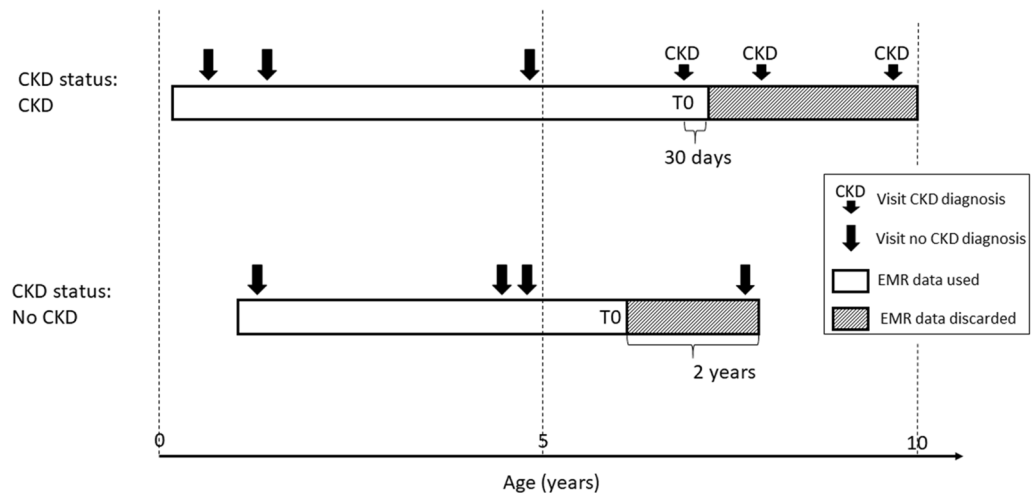 CKD status:
CKD
CKD
CKD
CKD
T0
30 days
CKD
Visit CKD diagnosis
Visit no CKD diagnosis
EMR data used
EMR data discarded
CKD status:
No CKD
T0
2 years
0
5
10
Age (years)